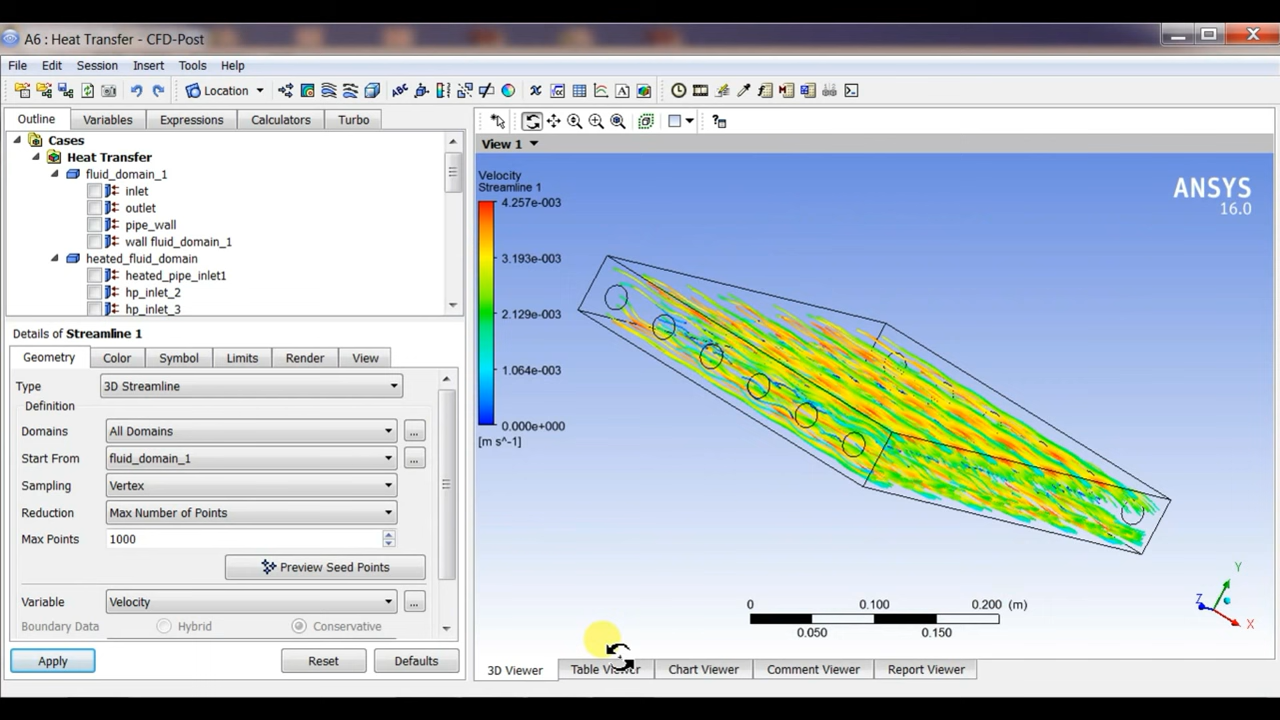 A6 : Heat Transfer - CFD-Post
File Edit Session Insert Tools Help
Location
Outline Variables Expressions Calculators Turbo
Cases
Heat Transfer
fluid_domain_1
inlet
outlet
pipe_wall
wall fluid_domain_1
heated_fluid_domain
heated_pipe_inlet1
hp_inlet_2
hp_inlet_3
Details of Streamline 1
Geometry Color Symbol Limits Render View
Type 3D Streamline
Definition
Domains All Domains ...
Start From fluid_domain_1 ...
Sampling Vertex
Reduction Max Number of Points
Max Points 1000
Preview Seed Points
Variable Velocity ...
Boundary Data Hybrid Conservative
Apply Reset Defaults
View 1
Velocity
Streamline 1
4.257e-003
3.193e-003
2.129e-003
1.064e-003
0.000e+000
[m s^-1]
ANSYS
16.0
0 0.100 0.200 (m)
0.050 0.150
Y
Z
X
3D Viewer Table Viewer Chart Viewer Comment Viewer Report Viewer